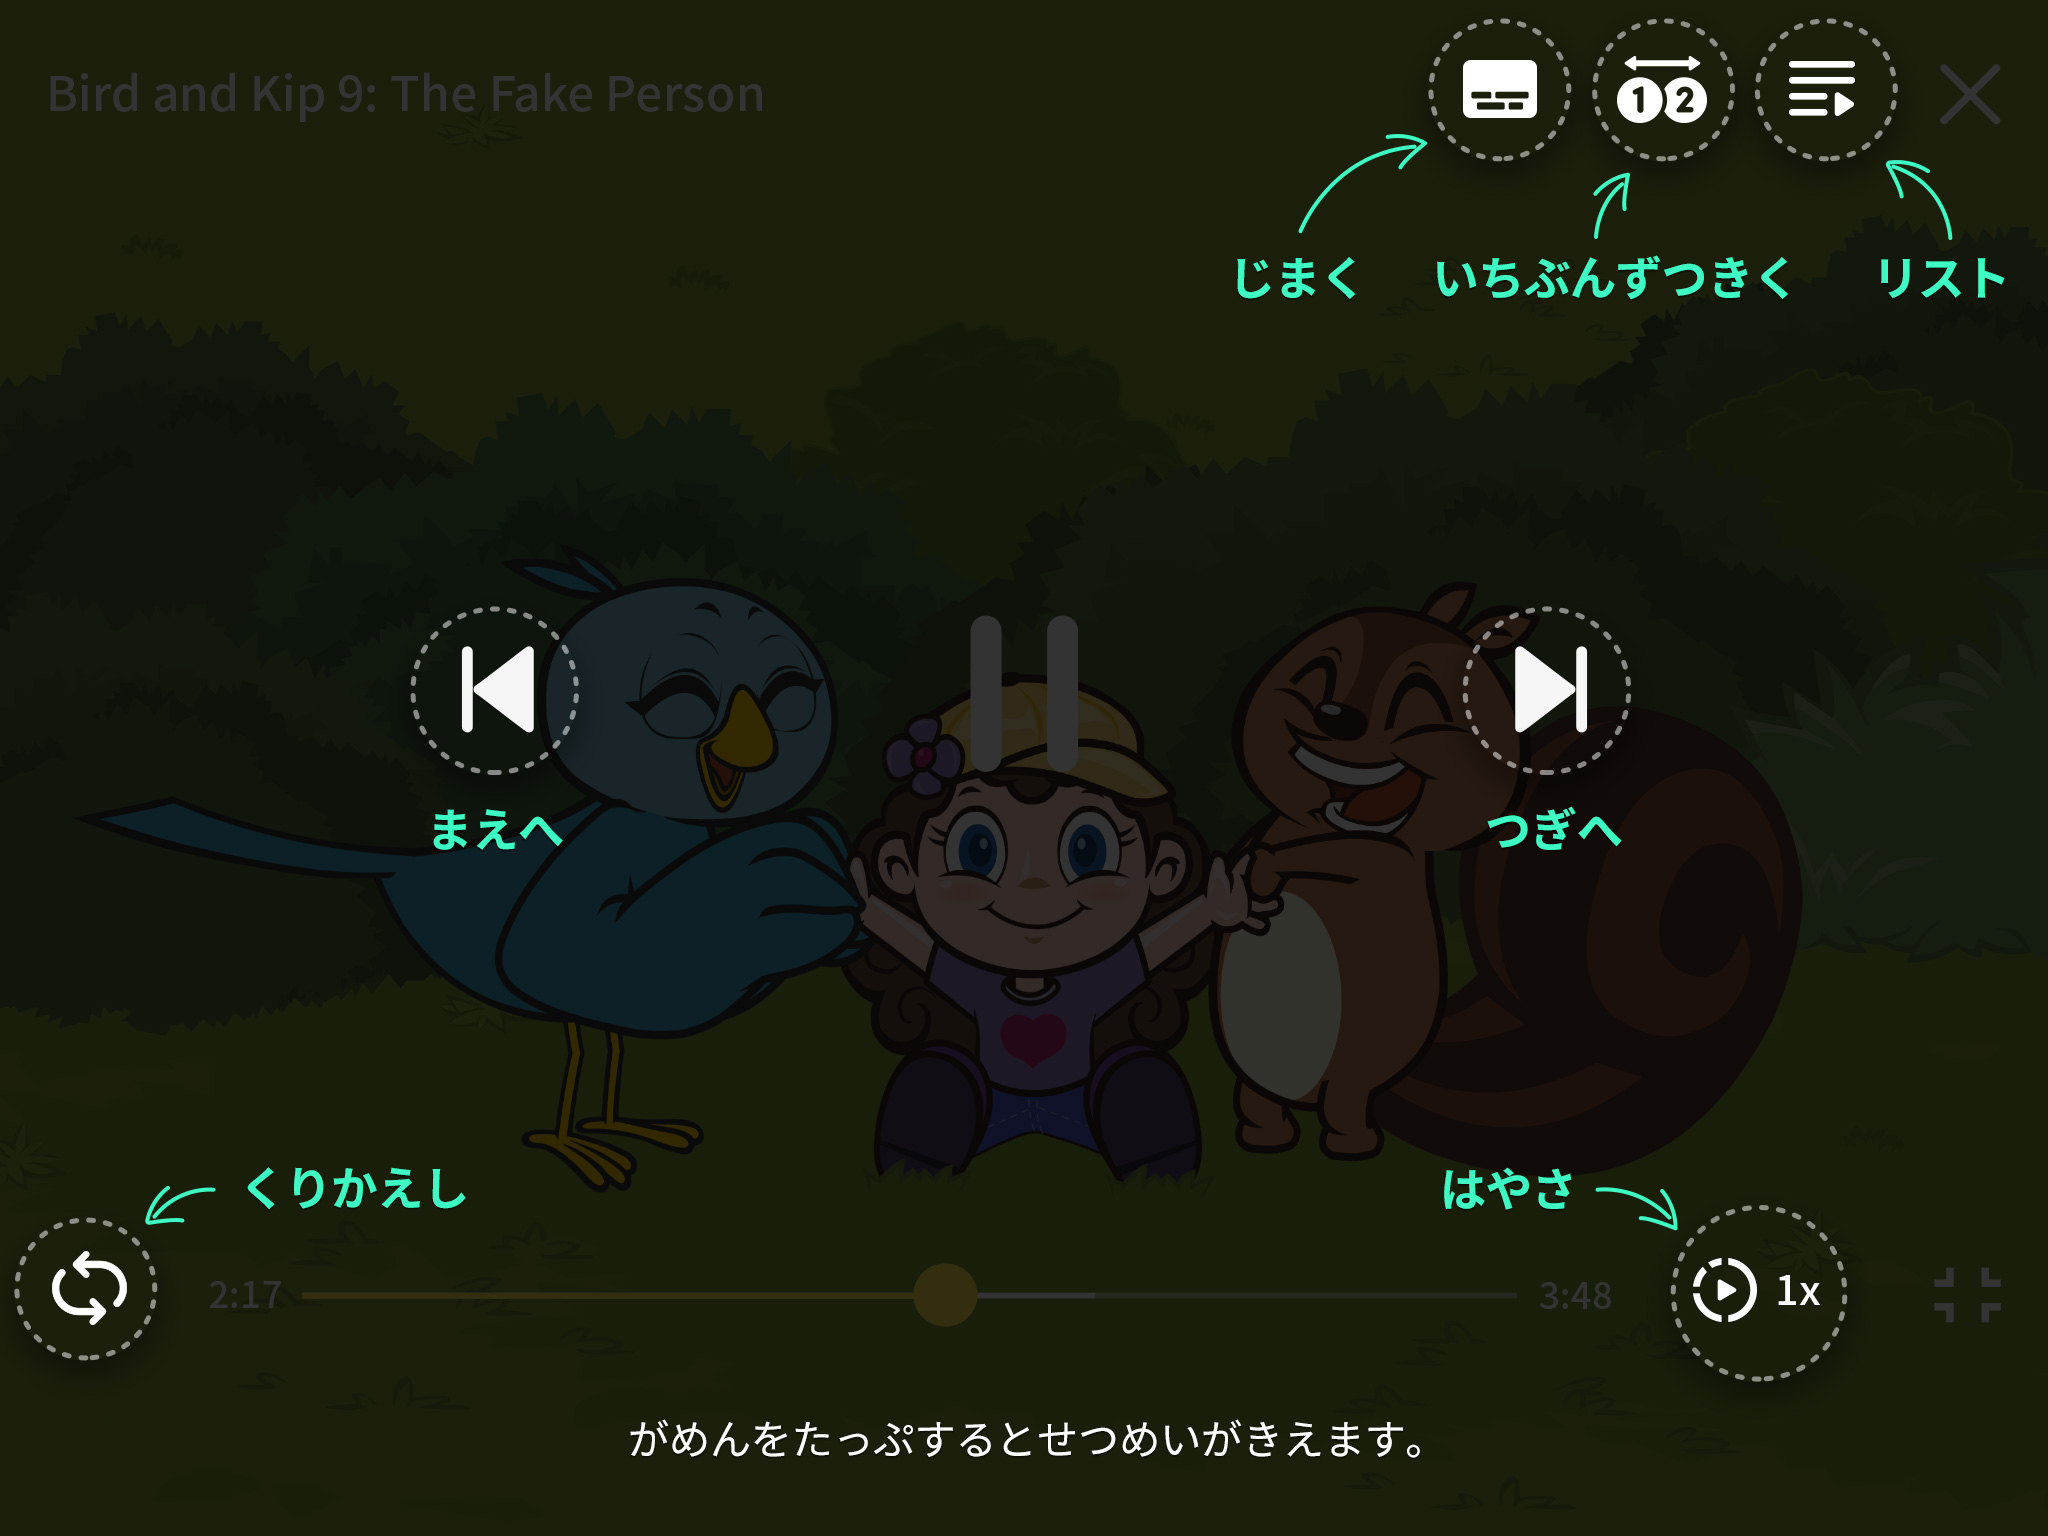 Bird and Kip 9: The Fake Person
1 2
じまく
いちぶんずつきく
リスト
まえへ
つぎへ
くりかえし
はやさ
2:17
3:48
1x
がめんをたっぷするとせつめいがきえます。